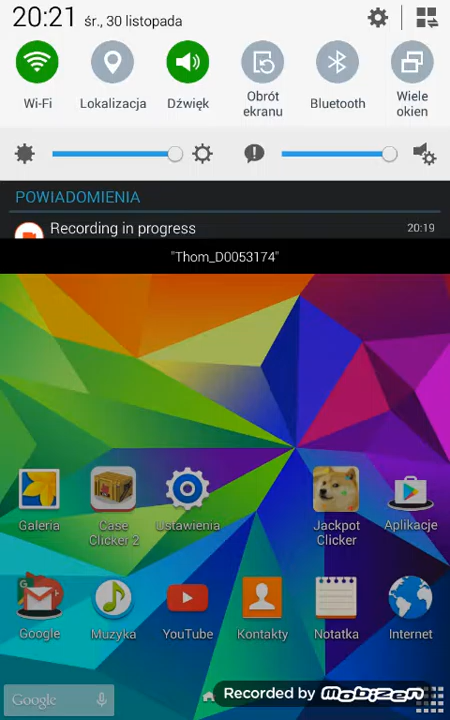 20:21 śr., 30 listopada
Wi-Fi
Lokalizacja
Dźwięk
Obrót
ekranu
Bluetooth
Wiele
okien
POWIADOMIENIA
Recording in progress 20:19
"Thom_D0053174"
Galeria
Case
Clicker 2
Ustawienia
Jackpot
Clicker
Aplikacje
Google
Muzyka
YouTube
Kontakty
Notatka
Internet
Google
Recorded by Mobizen